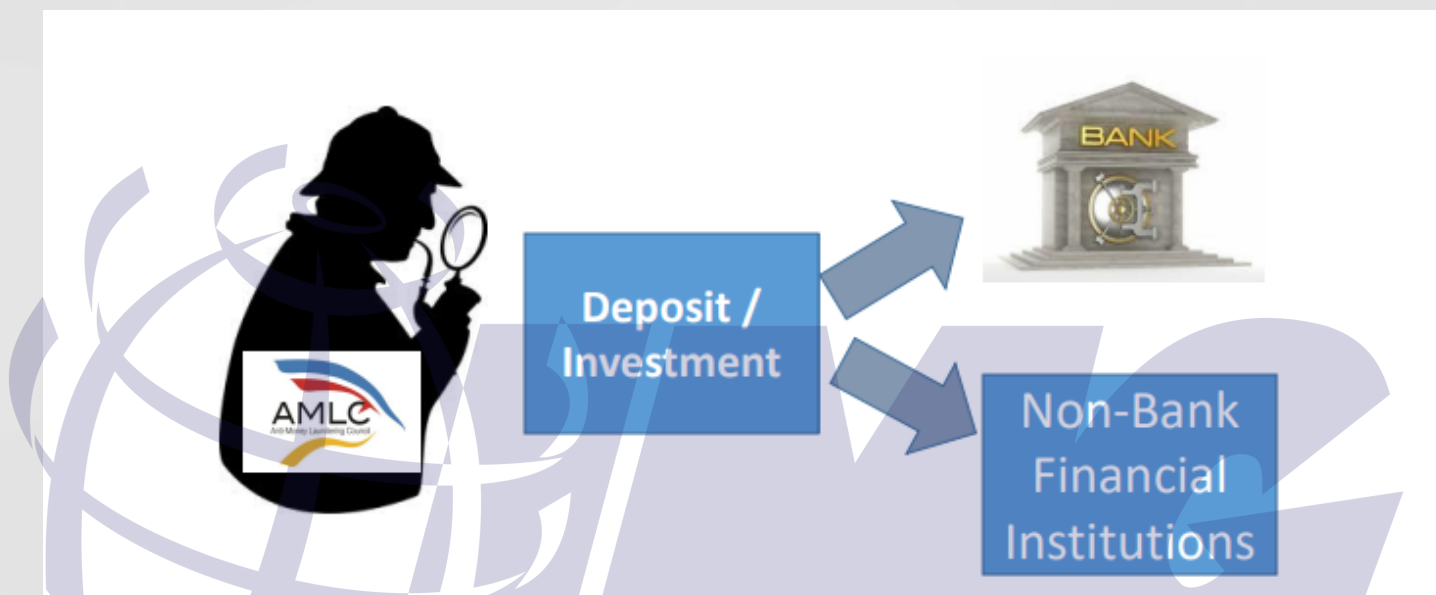 BANK
Deposit /
Investment
AMLC
Anti-Money Laundering Council
Non-Bank
Financial
Institutions